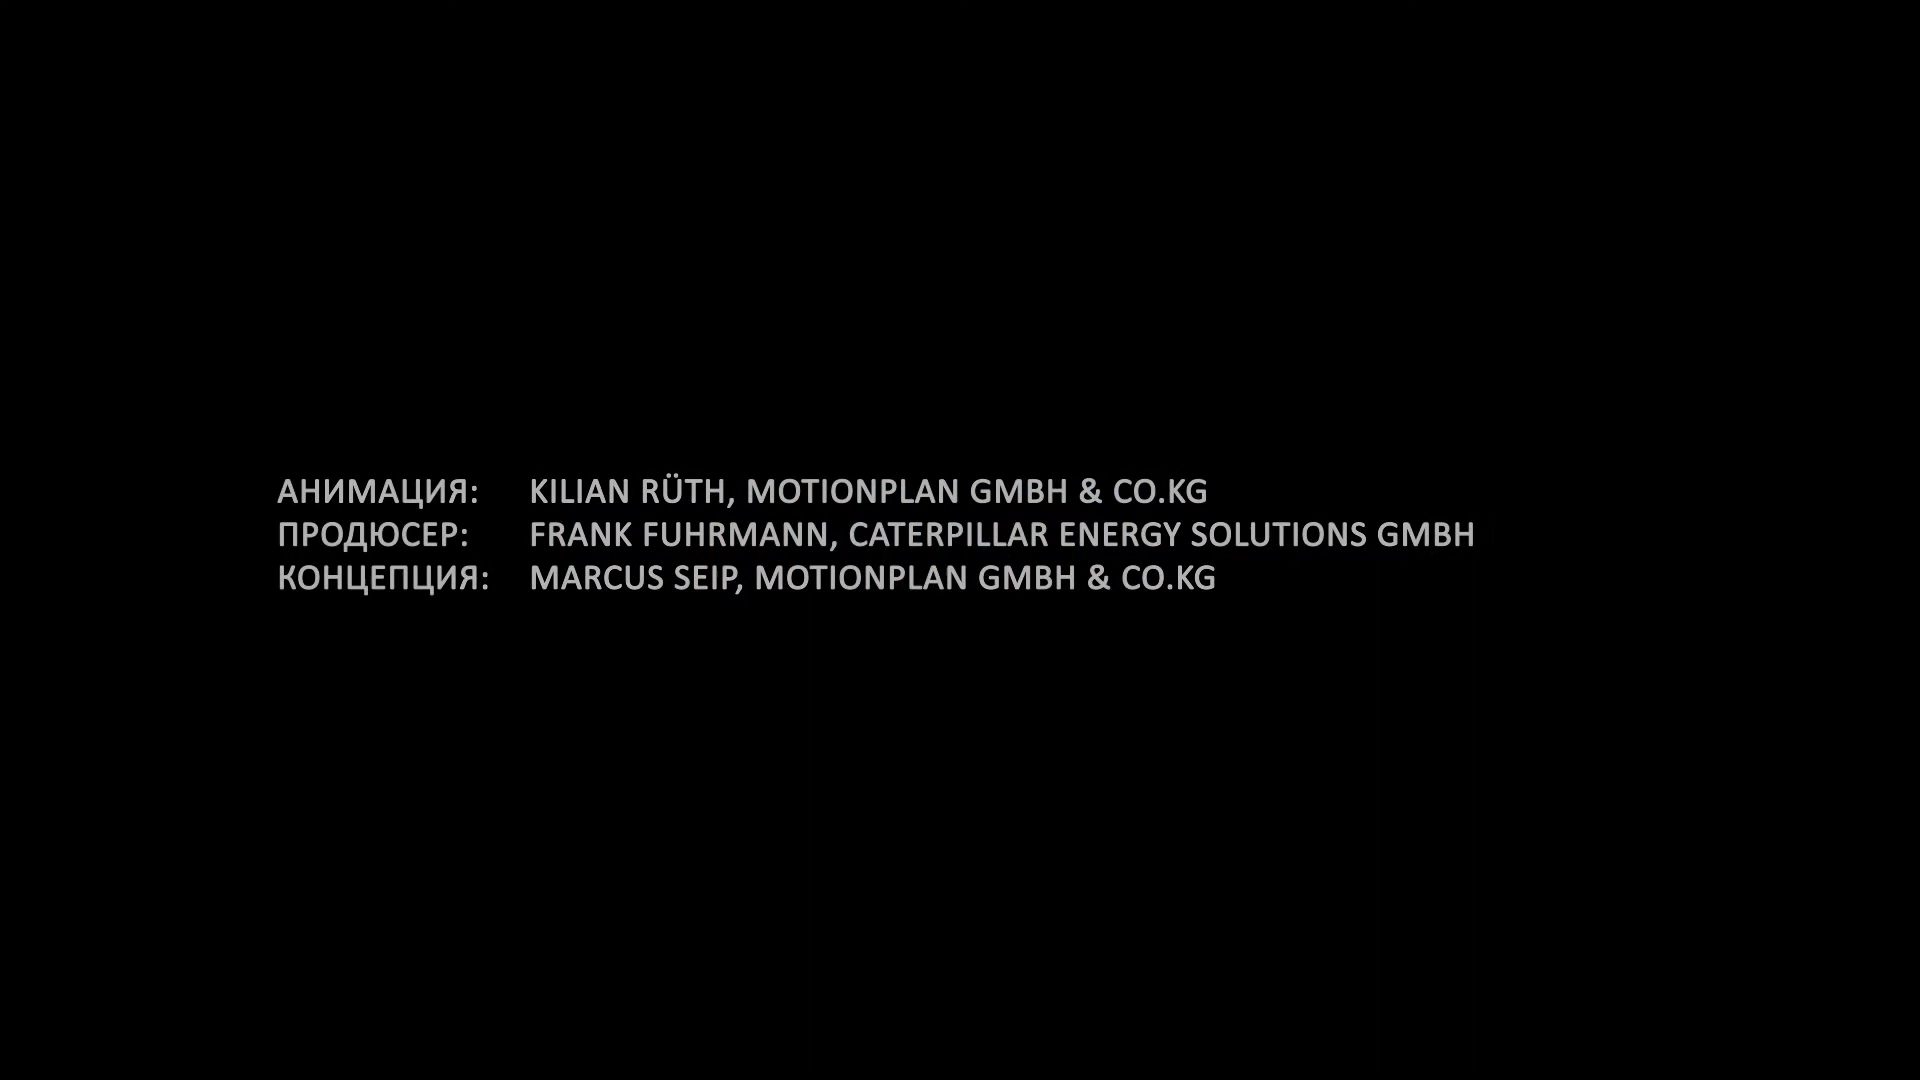 АНИМАЦИЯ: KILIAN RÜTH, MOTIONPLAN GMBH & CO.KG
ПРОДЮСЕР: FRANK FUHRMANN, CATERPILLAR ENERGY SOLUTIONS GMBH
КОНЦЕПЦИЯ: MARCUS SEIP, MOTIONPLAN GMBH & CO.KG